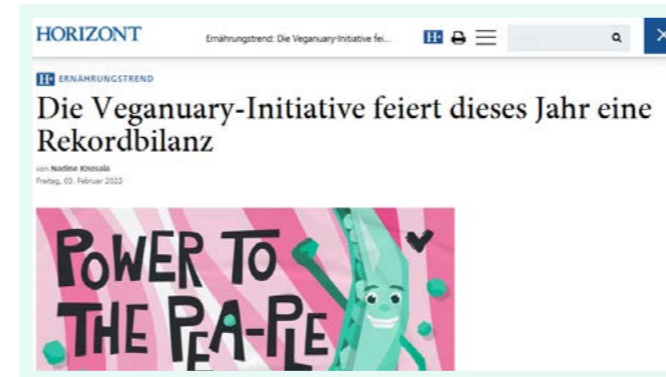 HORIZONT
Ernährungstrend: Die Veganuary-Initiative fei...
H+
H+ ERNÄHRUNGSTREND
Die Veganuary-Initiative feiert dieses Jahr eine
Rekordbilanz
von Nadine Knosala
Freitag, 03. Februar 2023
POWER TO
THE PEA-PLE